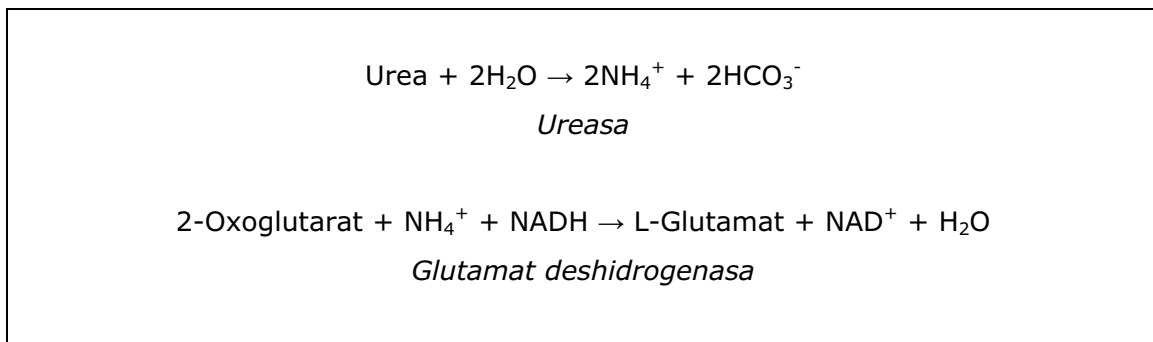 Urea + 2H₂O → 2NH₄⁺ + 2HCO₃⁻
Ureasa
2-Oxoglutarat + NH₄⁺ + NADH → L-Glutamat + NAD⁺ + H₂O
Glutamat deshidrogenasa